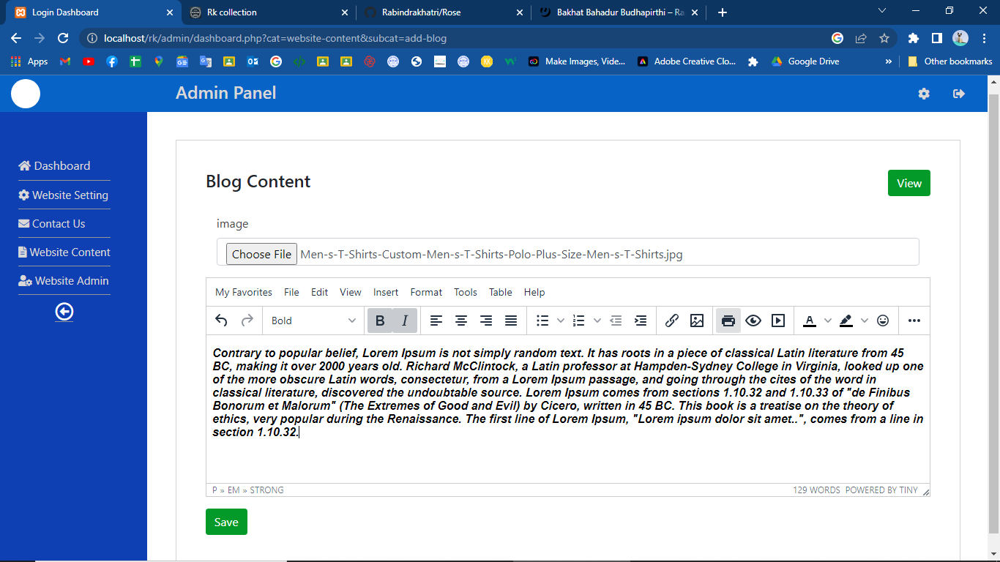 Login Dashboard
Rk collection
Rabindrakhatri/Rose
Bakhat Bahadur Budhapirthi – Ra
localhost/rk/admin/dashboard.php?cat=website-content&subcat=add-blog
Apps
Make Images, Vide...
Adobe Creative Clo...
Google Drive
»
Other bookmarks
Admin Panel
Dashboard
Website Setting
Contact Us
Website Content
Website Admin
Blog Content
View
image
Choose File Men-s-T-Shirts-Custom-Men-s-T-Shirts-Polo-Plus-Size-Men-s-T-Shirts.jpg
My Favorites File Edit View Insert Format Tools Table Help
Bold B I A
Contrary to popular belief, Lorem Ipsum is not simply random text. It has roots in a piece of classical Latin literature from 45
BC, making it over 2000 years old. Richard McClintock, a Latin professor at Hampden-Sydney College in Virginia, looked up one
of the more obscure Latin words, consectetur, from a Lorem Ipsum passage, and going through the cites of the word in
classical literature, discovered the undoubtable source. Lorem Ipsum comes from sections 1.10.32 and 1.10.33 of "de Finibus
Bonorum et Malorum" (The Extremes of Good and Evil) by Cicero, written in 45 BC. This book is a treatise on the theory of
ethics, very popular during the Renaissance. The first line of Lorem Ipsum, "Lorem ipsum dolor sit amet..", comes from a line in
section 1.10.32.
P » EM » STRONG
129 WORDS POWERED BY TINY
Save